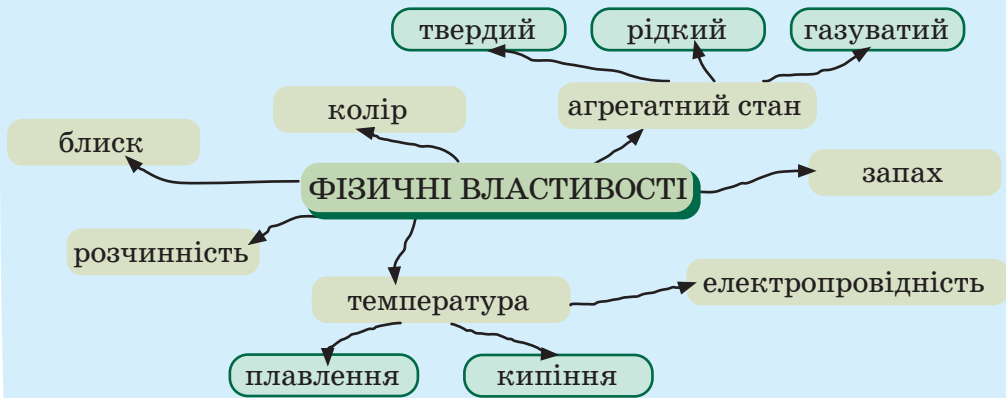 твердий рідкий газуватий
колір агрегатний стан
блиск
ФІЗИЧНІ ВЛАСТИВОСТІ запах
розчинність
температура електропровідність
плавлення кипіння